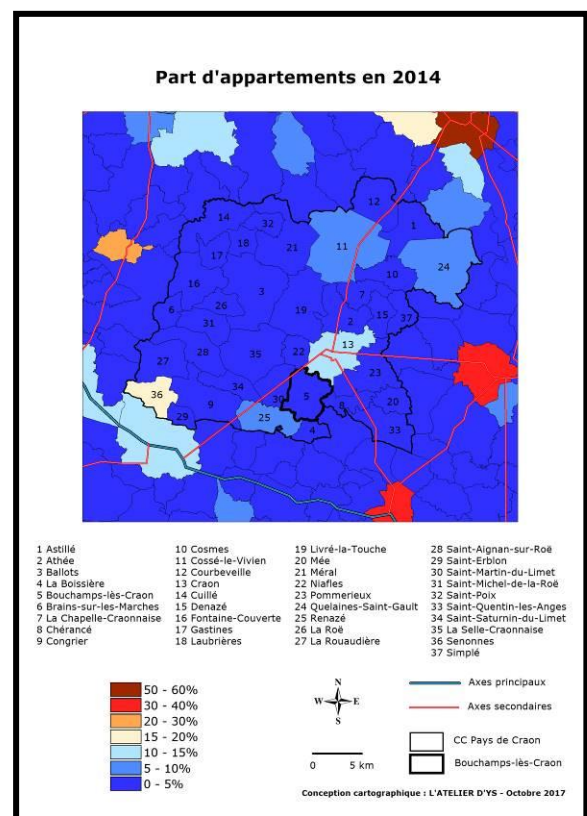 Part d'appartements en 2014
12
14
32
1
18
21
11
17
24
10
16
3
7
26
6
19
15
37
31
2
13
28
35
22
27
23
34
36
5
30
20
9
8
25
29
4
33
1 Astillé
2 Athée
3 Ballots
4 La Boissière
5 Bouchamps-lès-Craon
6 Brains-sur-les-Marches
7 La Chapelle-Craonnaise
8 Chérancé
9 Congrier
10 Cosmes
11 Cossé-le-Vivien
12 Courbeveille
13 Craon
14 Cuillé
15 Denazé
16 Fontaine-Couverte
17 Gastines
18 Laubrières
19 Livré-la-Touche
20 Mée
21 Méral
22 Niafles
23 Pommerieux
24 Quelaines-Saint-Gault
25 Renazé
26 La Roë
27 La Rouaudière
28 Saint-Aignan-sur-Roë
29 Saint-Erblon
30 Saint-Martin-du-Limet
31 Saint-Michel-de-la-Roë
32 Saint-Poix
33 Saint-Quentin-les-Anges
34 Saint-Saturnin-du-Limet
35 La Selle-Craonnaise
36 Senonnes
37 Simplé
50 - 60%
30 - 40%
20 - 30%
15 - 20%
10 - 15%
5 - 10%
0 - 5%
N
W E
S
0 5 km
Axes principaux
Axes secondaires
CC Pays de Craon
Bouchamps-lès-Craon
Conception cartographique : L'ATELIER D'YS - Octobre 2017